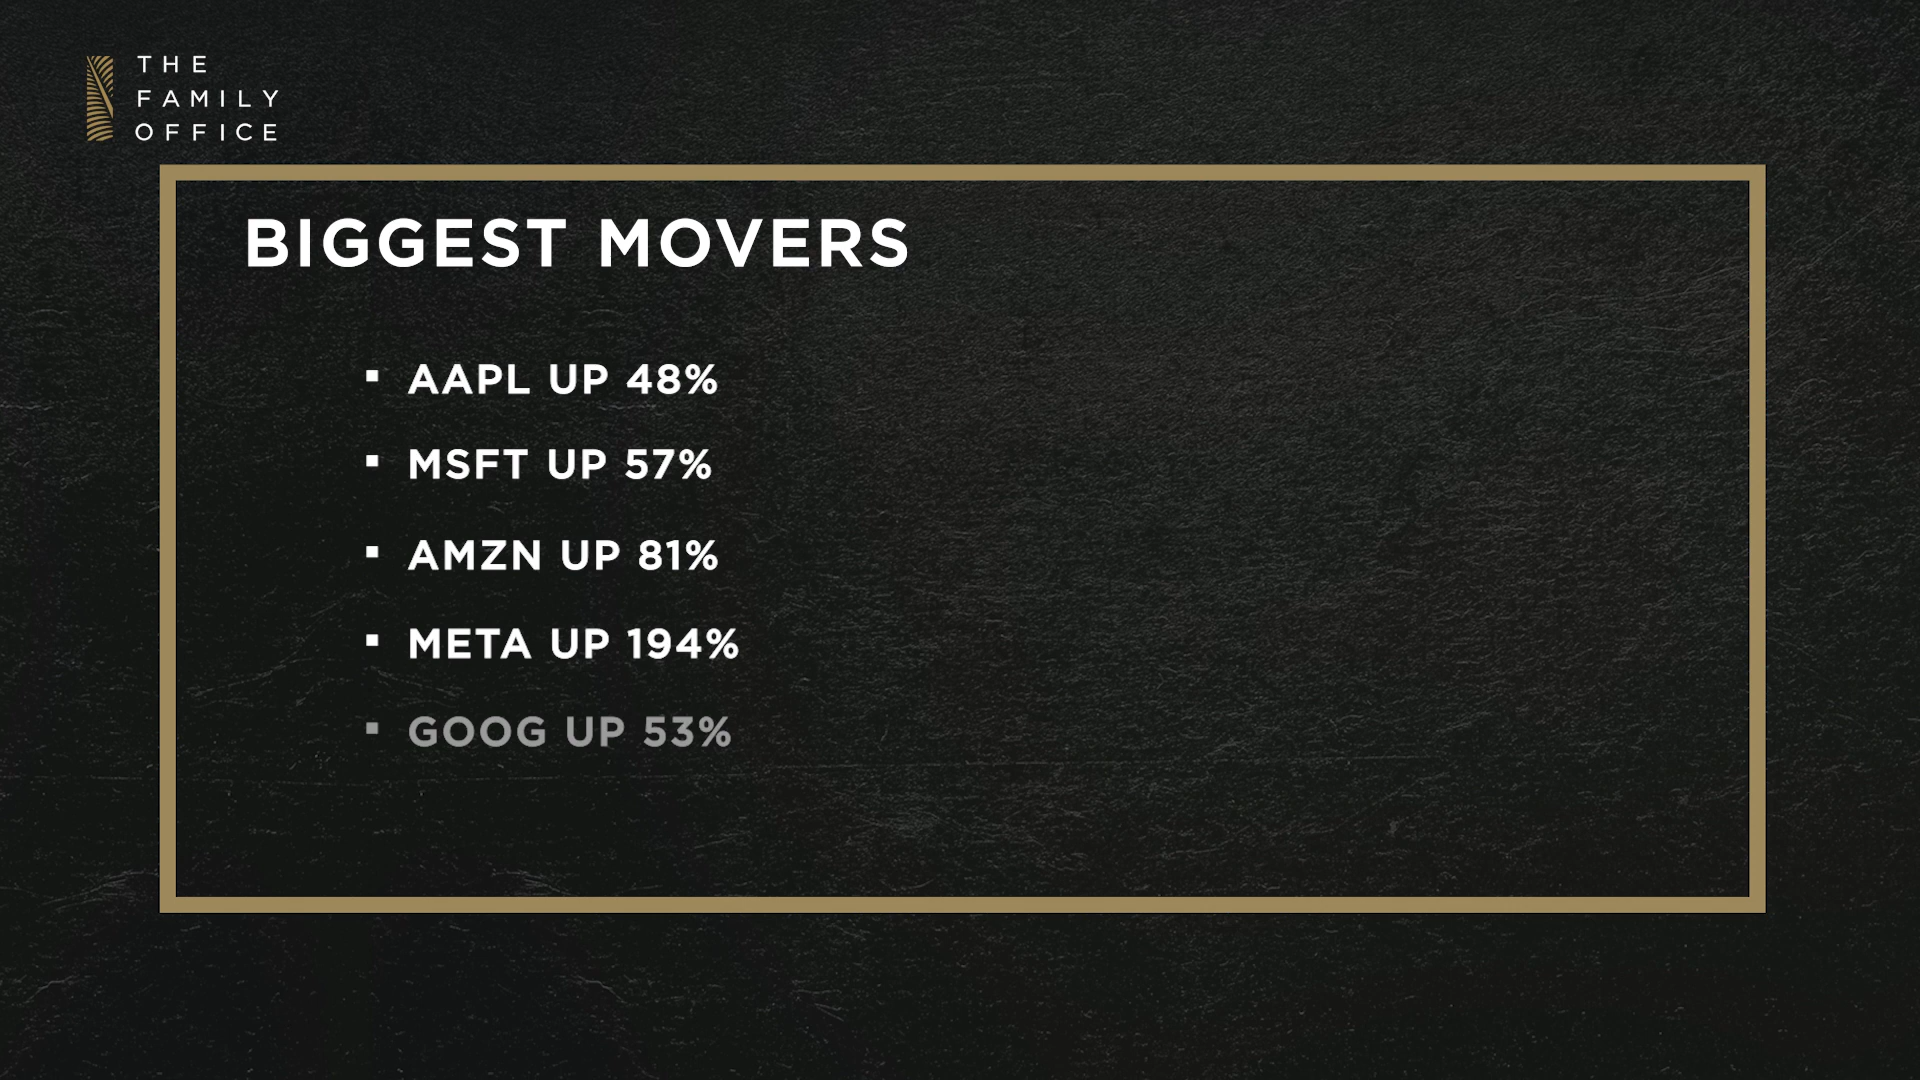 THE
FAMILY
OFFICE
BIGGEST MOVERS
▪ AAPL UP 48%
▪ MSFT UP 57%
▪ AMZN UP 81%
▪ META UP 194%
▪ GOOG UP 53%